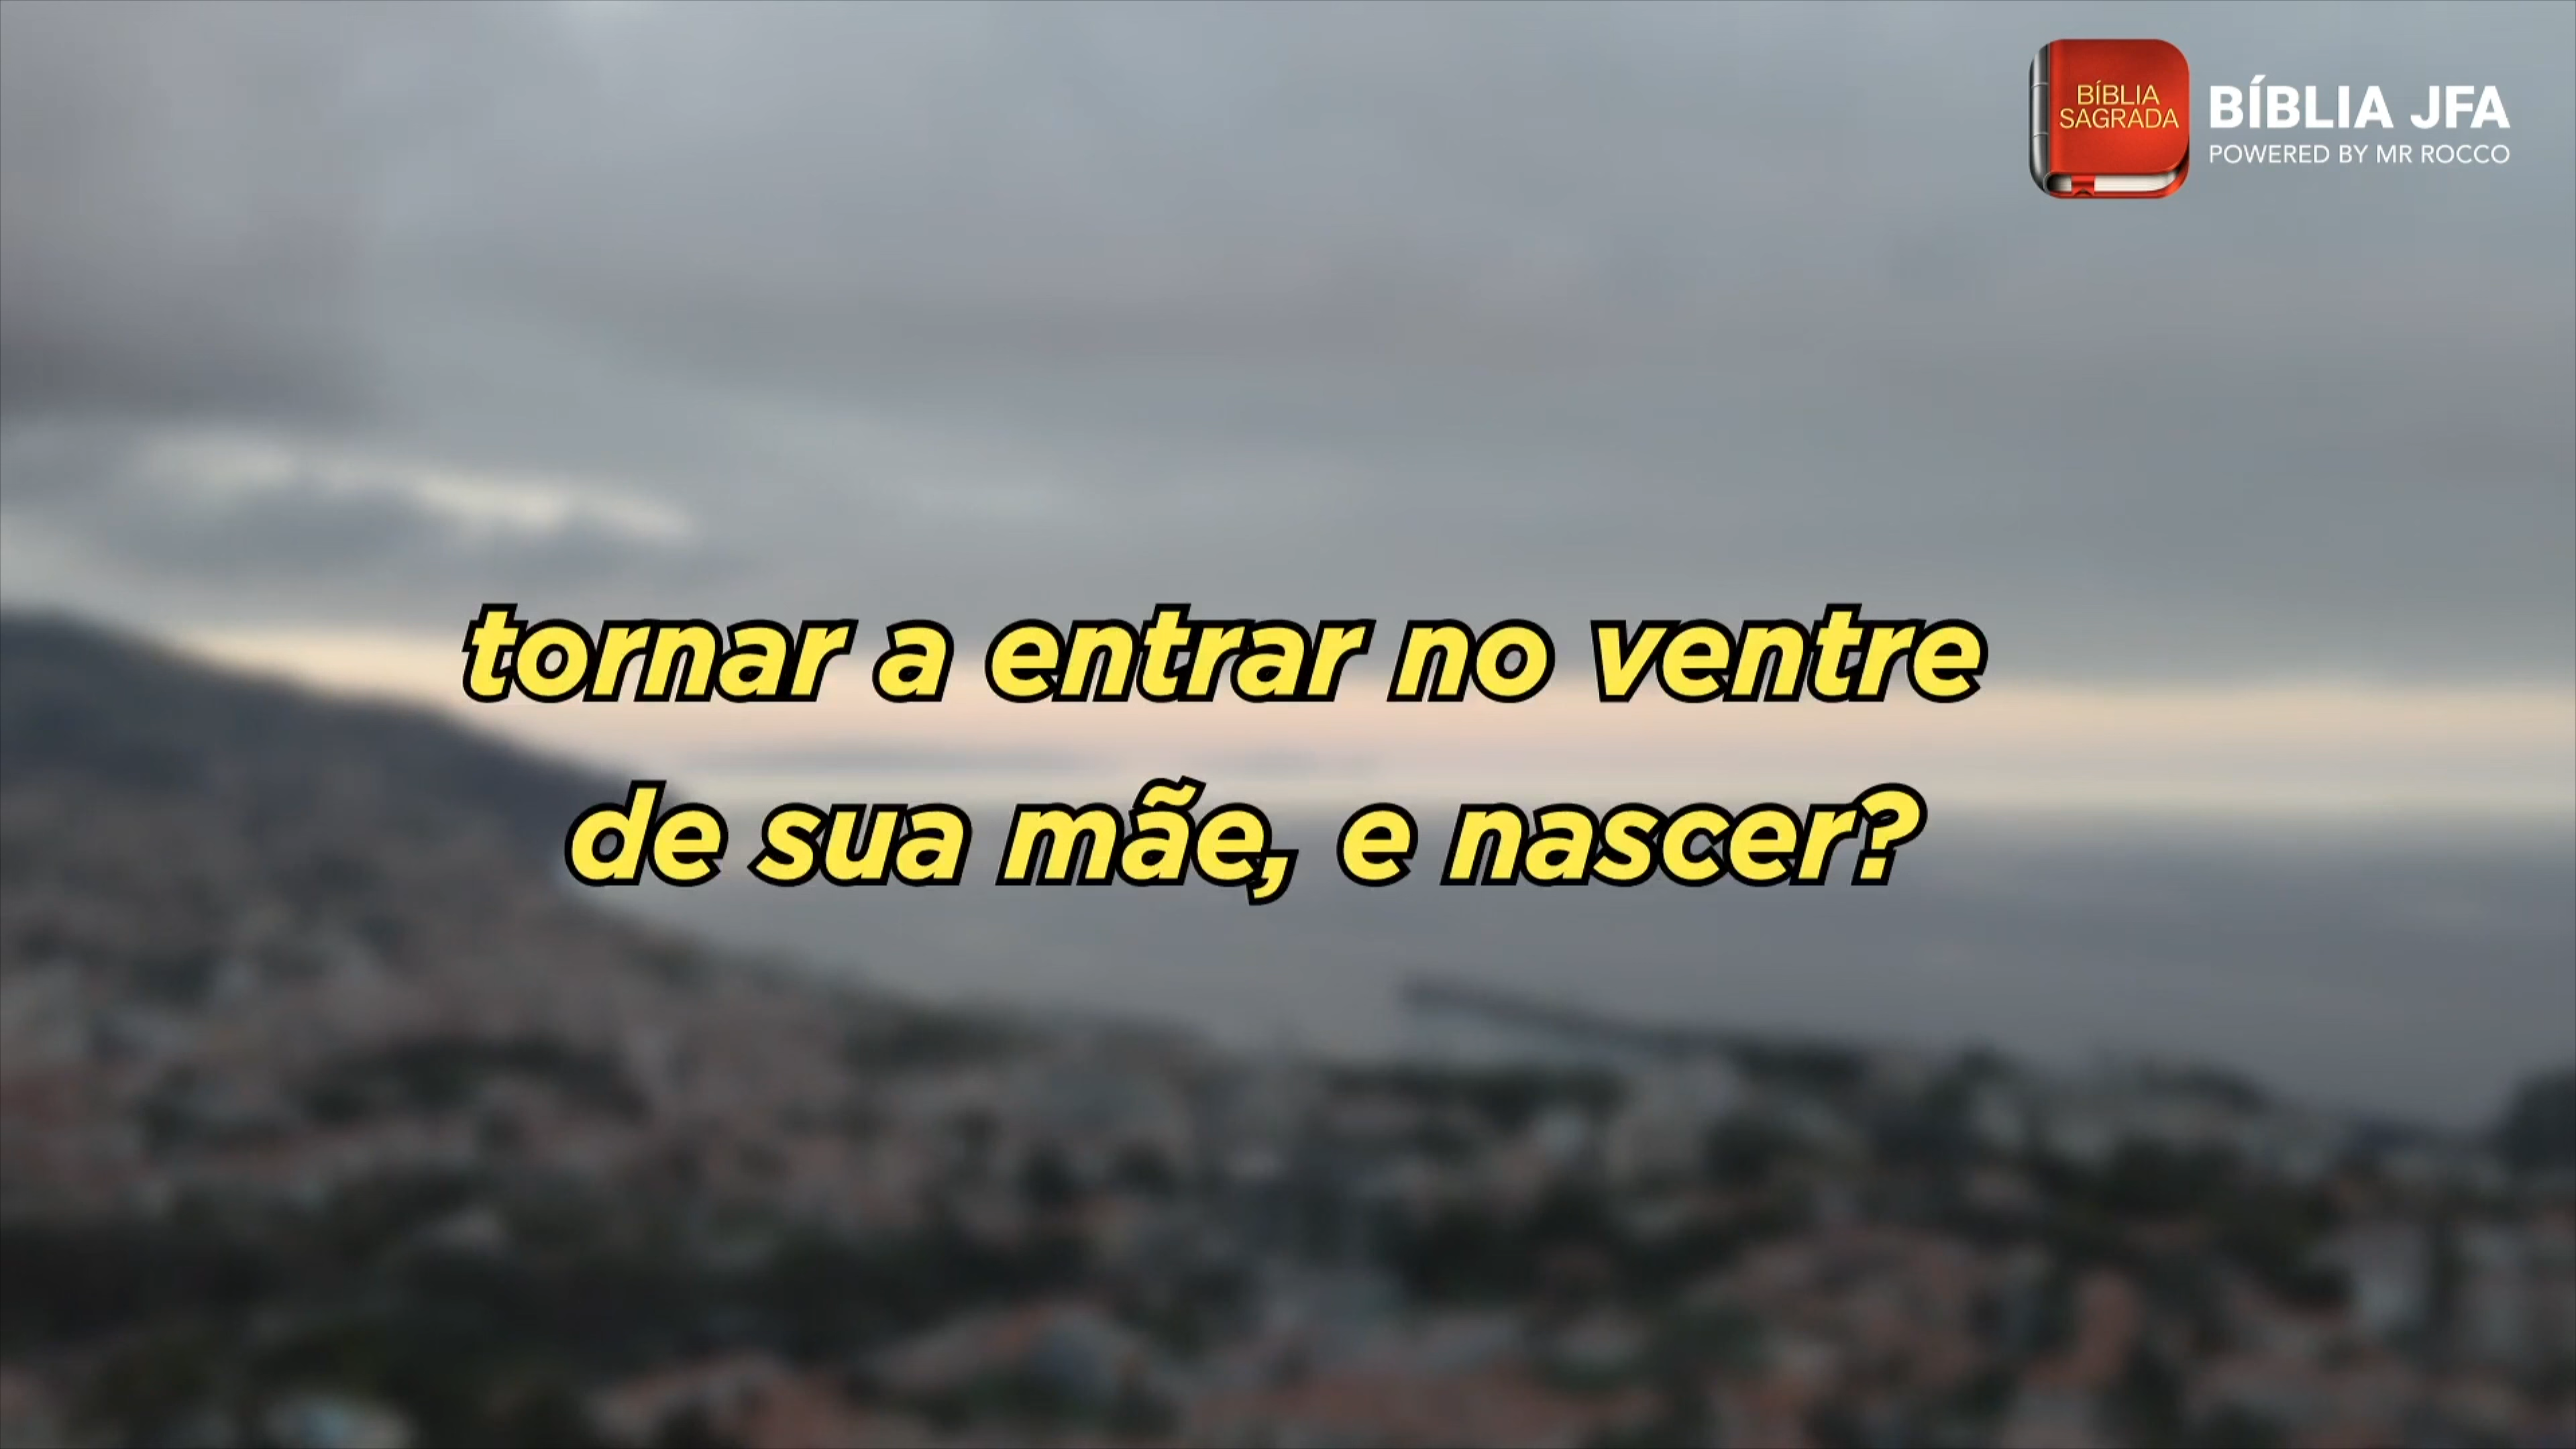 BÍBLIA
SAGRADA
BÍBLIA JFA
POWERED BY MR ROCCO
tornar a entrar no ventre
de sua mãe, e nascer?